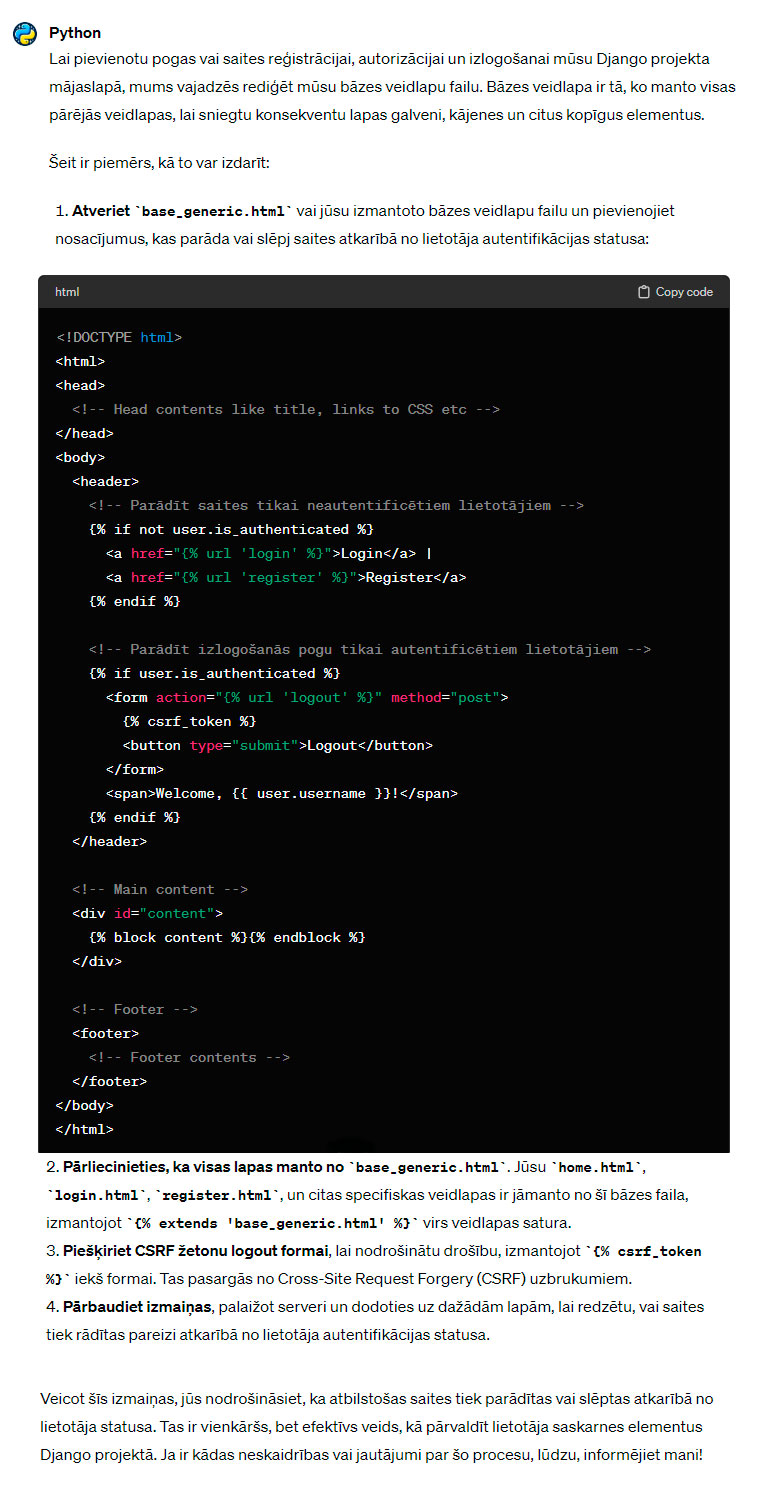 Python
Lai pievienotu pogas vai saites reģistrācijai, autorizācijai un izlogošanai mūsu Django projekta
mājaslapā, mums vajadzēs rediģēt mūsu bāzes veidlapu failu. Bāzes veidlapa ir tā, ko manto visas
pārējās veidlapas, lai sniegtu konsekventu lapas galveni, kājenes un citus kopīgus elementus.
Šeit ir piemērs, kā to var izdarīt:
1. Atveriet `base_generic.html` vai jūsu izmantoto bāzes veidlapu failu un pievienojiet
nosacījumus, kas parāda vai slēpj saites atkarībā no lietotāja autentifikācijas statusa:
html Copy code
<!DOCTYPE html>
<html>
<head>
  <!-- Head contents like title, links to CSS etc -->
</head>
<body>
  <header>
    <!-- Parādīt saites tikai neautentificētiem lietotājiem -->
    {% if not user.is_authenticated %}
      <a href="{% url 'login' %}">Login</a> |
      <a href="{% url 'register' %}">Register</a>
    {% endif %}
    <!-- Parādīt izlogošanās pogu tikai autentificētiem lietotājiem -->
    {% if user.is_authenticated %}
      <form action="{% url 'logout' %}" method="post">
        {% csrf_token %}
        <button type="submit">Logout</button>
      </form>
      <span>Welcome, {{ user.username }}!</span>
    {% endif %}
  </header>
  <!-- Main content -->
  <div id="content">
    {% block content %}{% endblock %}
  </div>
  <!-- Footer -->
  <footer>
    <!-- Footer contents -->
  </footer>
</body>
</html>
2. Pārliecinieties, ka visas lapas manto no `base_generic.html`. Jūsu `home.html`,
`login.html`, `register.html`, un citas specifiskas veidlapas ir jāmanto no šī bāzes faila,
izmantojot `{% extends 'base_generic.html' %}` virs veidlapas satura.
3. Piešķiriet CSRF žetonu logout formai, lai nodrošinātu drošību, izmantojot `{% csrf_token
%}` iekš formai. Tas pasargās no Cross-Site Request Forgery (CSRF) uzbrukumiem.
4. Pārbaudiet izmaiņas, palaižot serveri un dodoties uz dažādām lapām, lai redzētu, vai saites
tiek rādītas pareizi atkarībā no lietotāja autentifikācijas statusa.
Veicot šīs izmaiņas, jūs nodrošināsiet, ka atbilstošas saites tiek parādītas vai slēptas atkarībā no
lietotāja statusa. Tas ir vienkāršs, bet efektīvs veids, kā pārvaldīt lietotāja saskarnes elementus
Django projektā. Ja ir kādas neskaidrības vai jautājumi par šo procesu, lūdzu, informējiet mani!